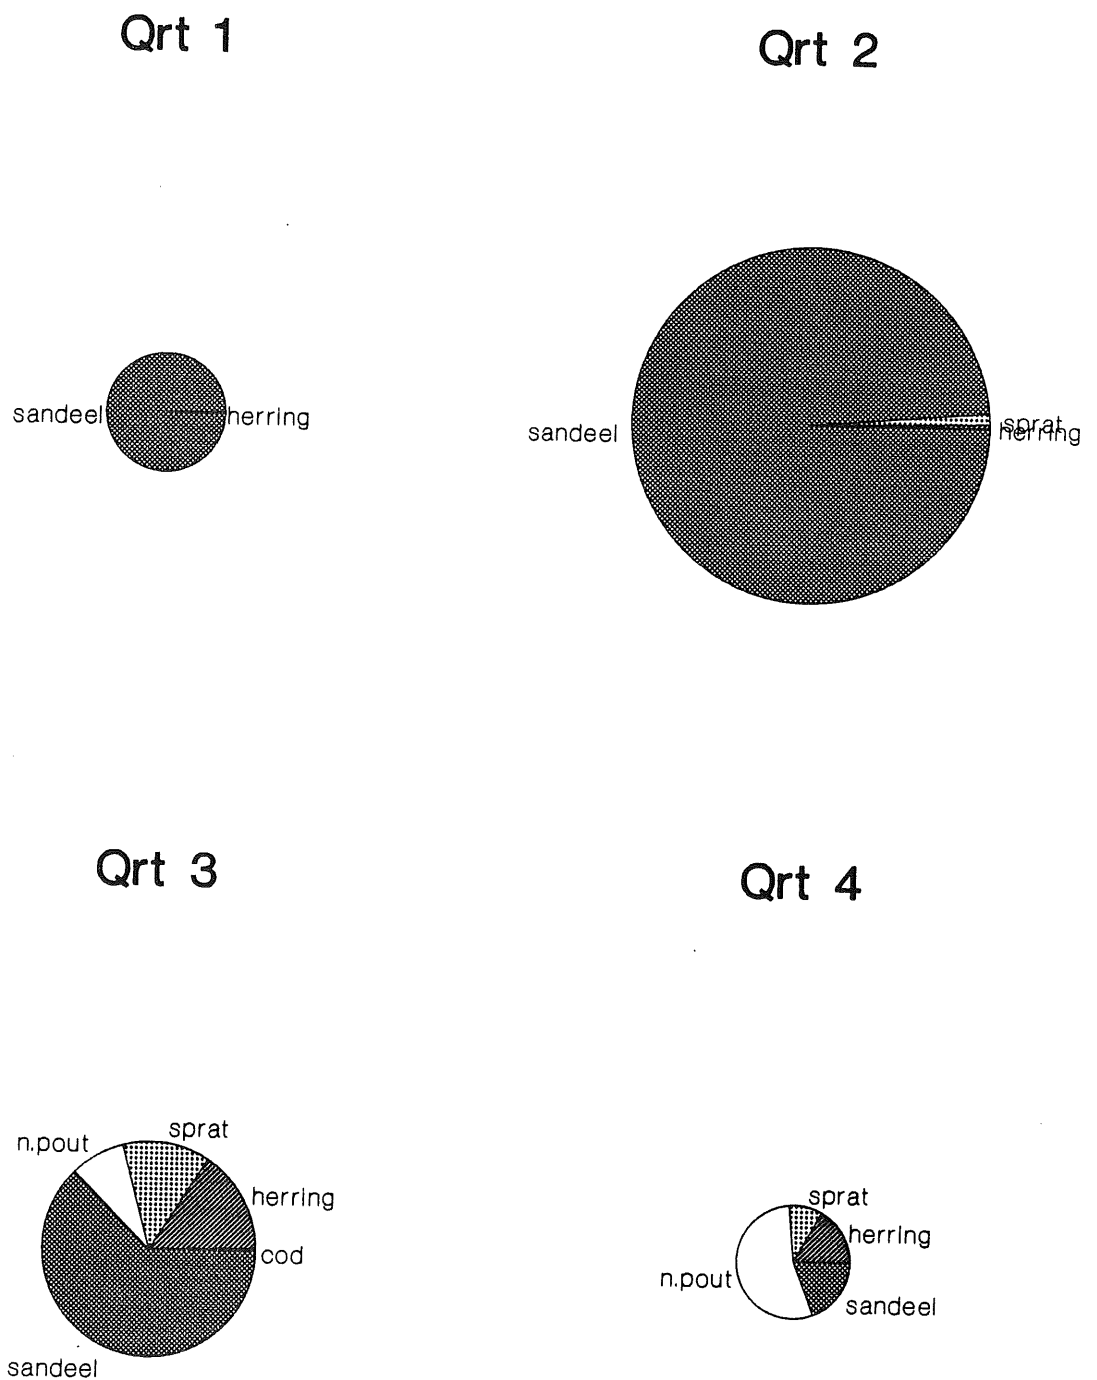 Qrt 1
Qrt 2
sandeel
herring
sandeel
sprat
herring
Qrt 3
Qrt 4
n.pout
sprat
herring
cod
sandeel
sprat
herring
n.pout
sandeel